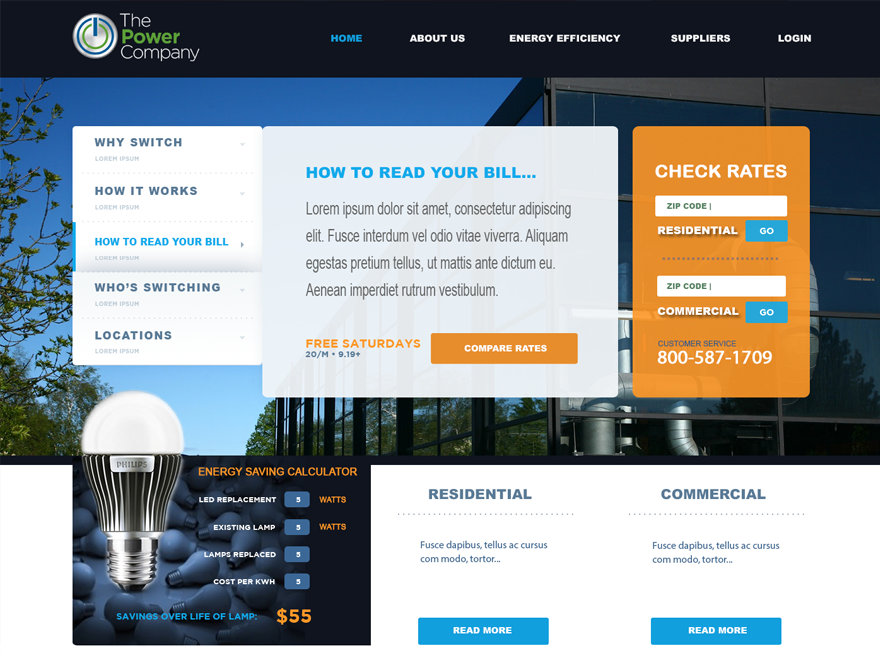 The
Power
Company
HOME
ABOUT US
ENERGY EFFICIENCY
SUPPLIERS
LOGIN
WHY SWITCH
LOREM IPSUM
HOW IT WORKS
LOREM IPSUM
HOW TO READ YOUR BILL
LOREM IPSUM
WHO'S SWITCHING
LOREM IPSUM
LOCATIONS
LOREM IPSUM
HOW TO READ YOUR BILL...
Lorem ipsum dolor sit amet, consectetur adipiscing
elit. Fusce interdum vel odio vitae viverra. Aliquam
egestas pretium tellus, ut mattis ante dictum eu.
Aenean imperdiet rutrum vestibulum.
FREE SATURDAYS
20/M • 9.19+
COMPARE RATES
CHECK RATES
ZIP CODE |
RESIDENTIAL
GO
ZIP CODE |
COMMERCIAL
GO
CUSTOMER SERVICE
800-587-1709
PHILIPS
ENERGY SAVING CALCULATOR
LED REPLACEMENT 5 WATTS
EXISTING LAMP 5 WATTS
LAMPS REPLACED 5
COST PER KWH 5
SAVINGS OVER LIFE OF LAMP: $55
RESIDENTIAL
Fusce dapibus, tellus ac cursus
com modo, tortor...
READ MORE
COMMERCIAL
Fusce dapibus, tellus ac cursus
com modo, tortor...
READ MORE